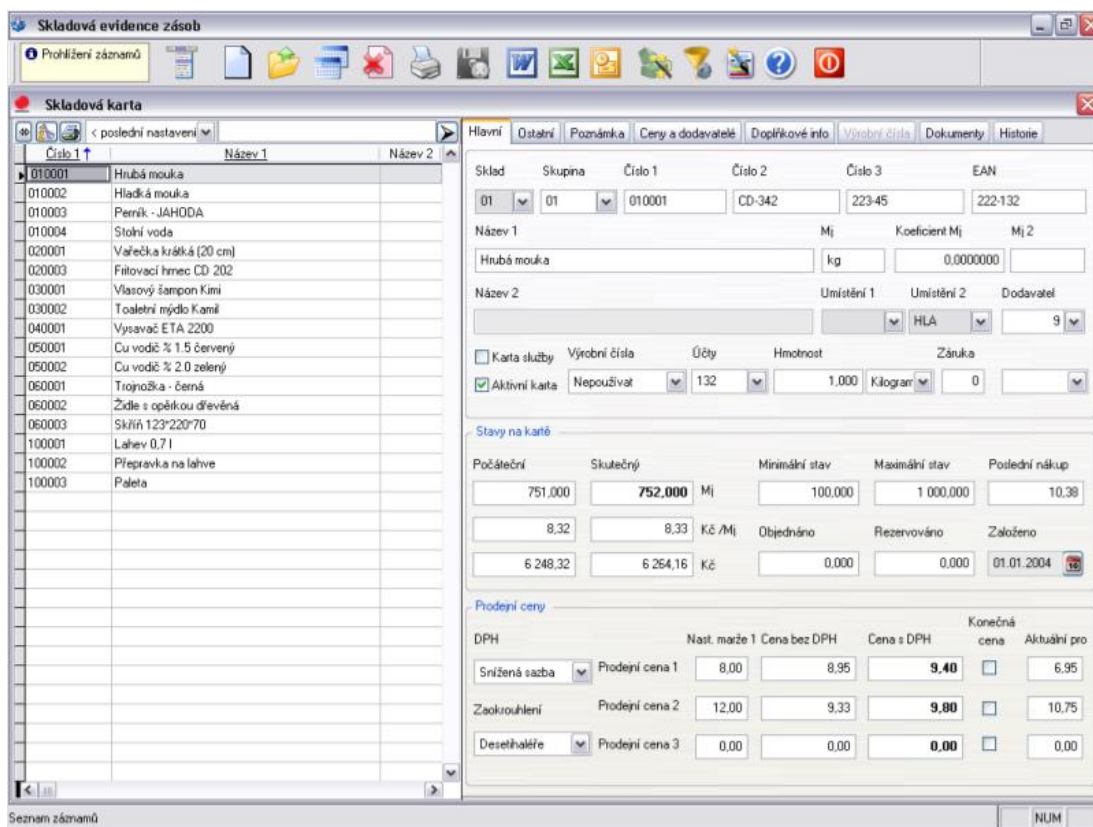 Skladová evidence zásob
Prohlížení záznamů
Skladová karta
< poslední nastavení
Číslo 1 Název 1 Název 2
010001 Hrubá mouka
010002 Hladká mouka
010003 Perník - JAHODA
010004 Stolní voda
020001 Vařečka krátká (20 cm)
020003 Fritovací hrnec CD 202
030001 Vlasový šampon Kimi
030002 Toaletní mýdlo Kamil
040001 Vysavač ETA 2200
050001 Cu vodič % 1.5 červený
050002 Cu vodič % 2.0 zelený
060001 Trojnožka - černá
060002 Židle s opěrkou dřevěná
060003 Skříň 123*220*70
100001 Lahev 0,7 l
100002 Přepravka na lahve
100003 Paleta
Hlavní Ostatní Poznámka Ceny a dodavatelé Doplňkové info Výrobní čísla Dokumenty Historie
Sklad Skupina Číslo 1 Číslo 2 Číslo 3 EAN
01 01 010001 CD-342 223-45 222-132
Název 1 Mj Koeficient Mj Mj 2
Hrubá mouka kg 0,0000000
Název 2 Umístění 1 Umístění 2 Dodavatel
HLA 9
Karta služby Výrobní čísla Účty Hmotnost Záruka
Aktivní karta Nepoužívat 132 1,000 Kilogram 0
Stavy na kartě
Počáteční Skutečný Minimální stav Maximální stav Poslední nákup
751,000 752,000 Mj 100,000 1 000,000 10,38
8,32 8,33 Kč /Mj Objednáno Rezervováno Založeno
6 248,32 6 264,16 Kč 0,000 0,000 01.01.2004
Prodejní ceny
DPH Nast. marže 1 Cena bez DPH Cena s DPH Konečná cena Aktuální pro
Snížená sazba Prodejní cena 1 8,00 8,95 9,40 6,95
Zaokrouhlení Prodejní cena 2 12,00 9,33 9,80 10,75
Desetihaléře Prodejní cena 3 0,00 0,00 0,00 0,00
Seznam záznamů NUM